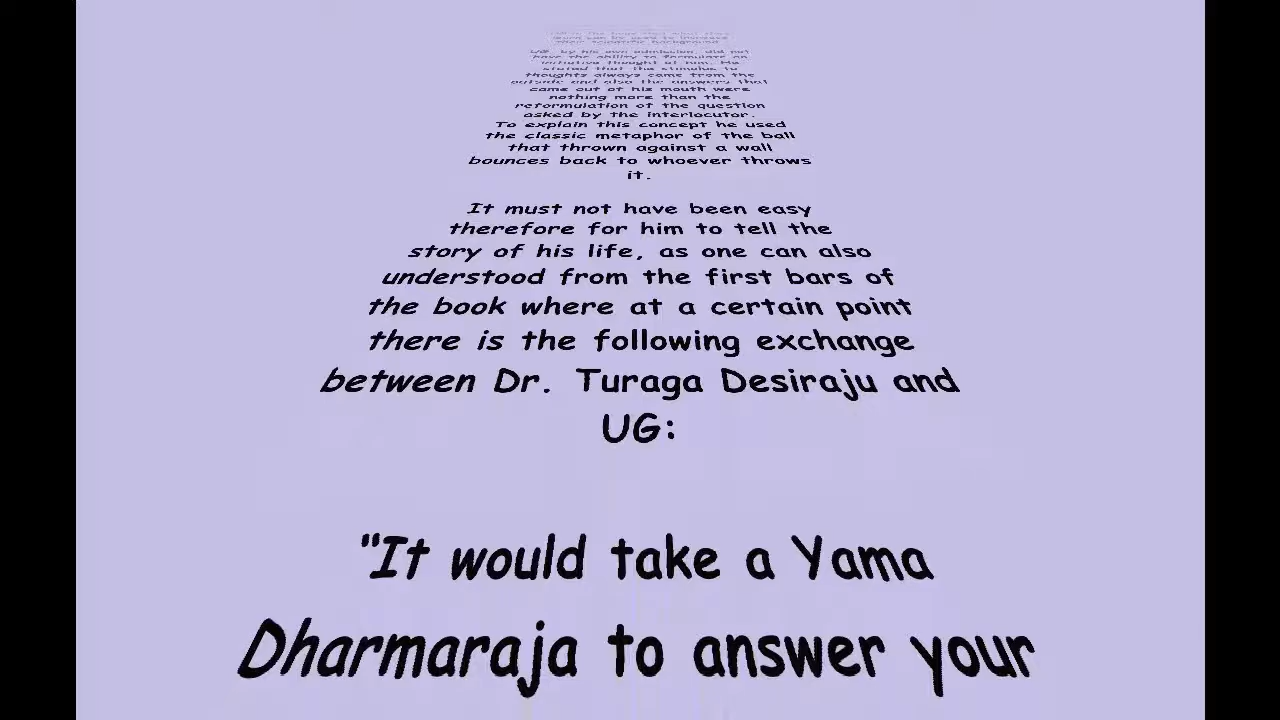 their scientific background.
UG, by his own admission, did not
have the ability to formulate an
initiative thought of him. He
stated that the stimulus to
thoughts always came from the
outside and also the answers that
came out of his mouth were
nothing more than the
reformulation of the question
asked by the interlocutor.
To explain this concept he used
the classic metaphor of the ball
that thrown against a wall
bounces back to whoever throws
it.
It must not have been easy
therefore for him to tell the
story of his life, as one can also
understood from the first bars of
the book where at a certain point
there is the following exchange
between Dr. Turaga Desiraju and
UG:
"It would take a Yama
Dharmaraja to answer your